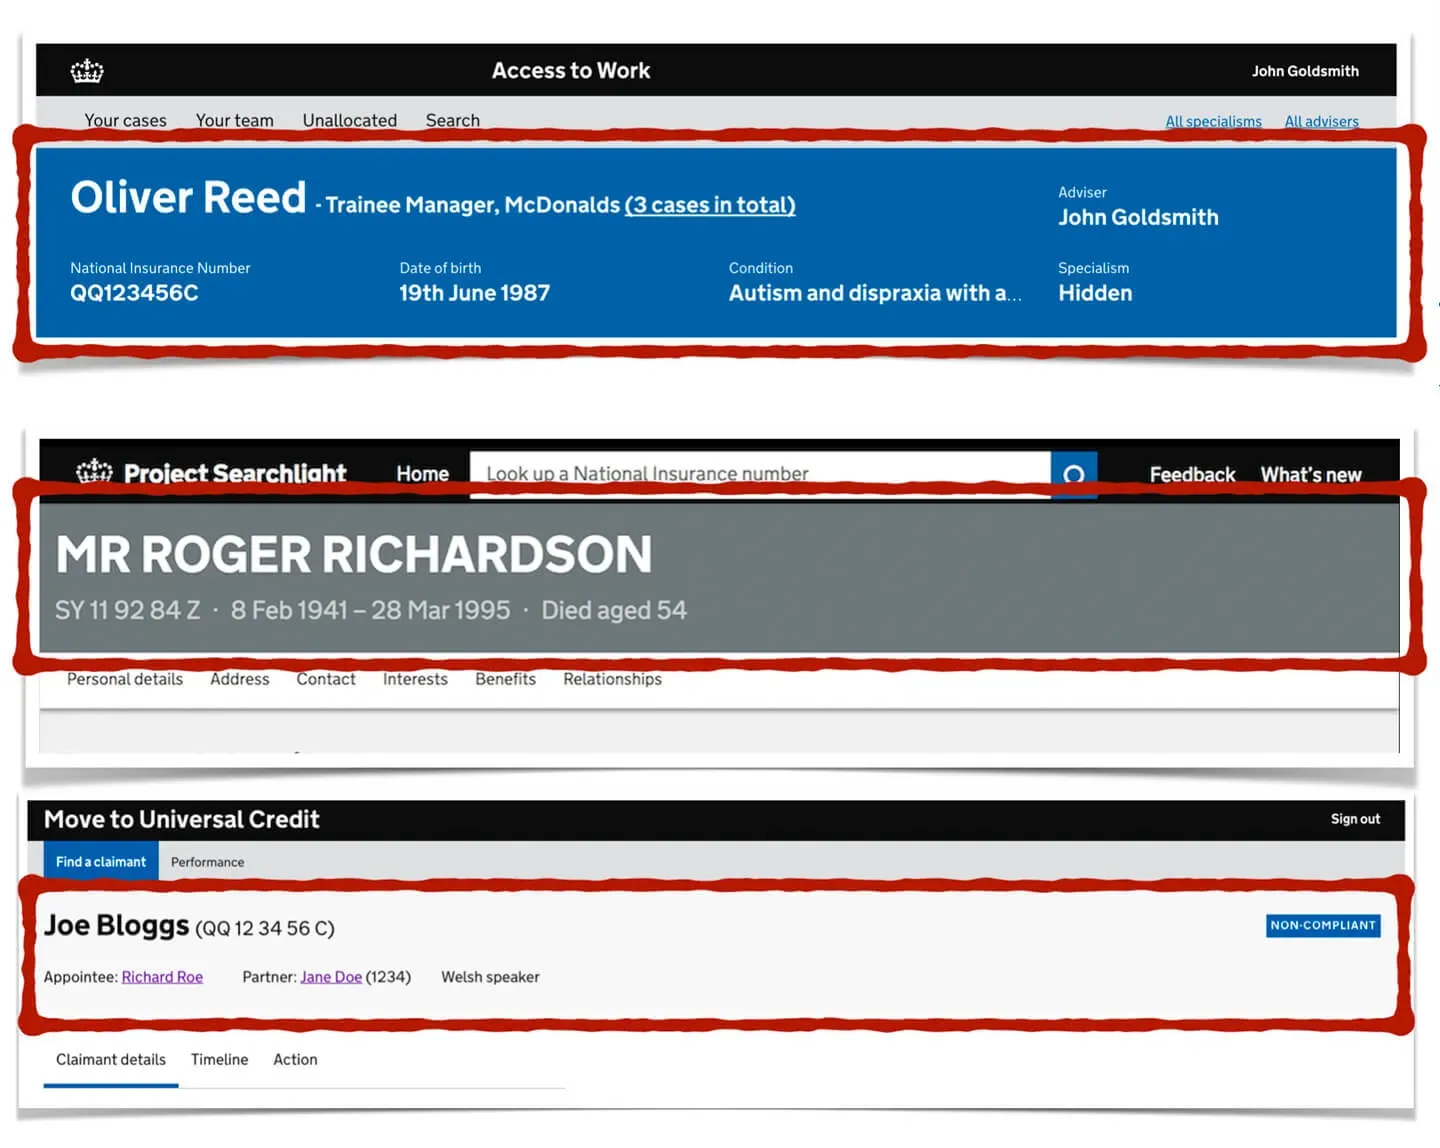 Access to Work
John Goldsmith
Your cases Your team Unallocated Search
All specialisms All advisers
Oliver Reed - Trainee Manager, McDonalds (3 cases in total)
Adviser
John Goldsmith
National Insurance Number Date of birth Condition Specialism
QQ123456C 19th June 1987 Autism and dispraxia with a... Hidden
Project Searchlight Home Look up a National Insurance number Feedback What's new
MR ROGER RICHARDSON
SY 11 92 84 Z · 8 Feb 1941 – 28 Mar 1995 · Died aged 54
Personal details Address Contact Interests Benefits Relationships
Move to Universal Credit Sign out
Find a claimant Performance
Joe Bloggs (QQ 12 34 56 C) NON-COMPLIANT
Appointee: Richard Roe Partner: Jane Doe (1234) Welsh speaker
Claimant details Timeline Action